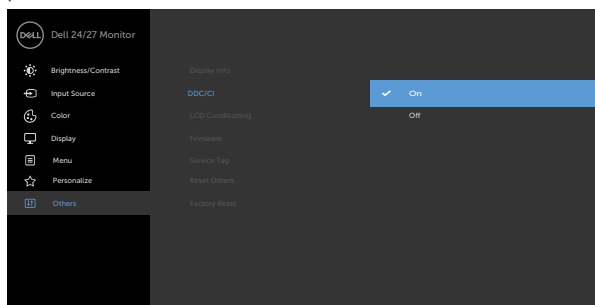 DELL
Dell 24/27 Monitor
Brightness/Contrast
Input Source
Color
Display
Menu
Personalize
Others
Display Info
DDC/CI
LCD Conditioning
Firmware
Service Tag
Reset Others
Factory Reset
On
Off